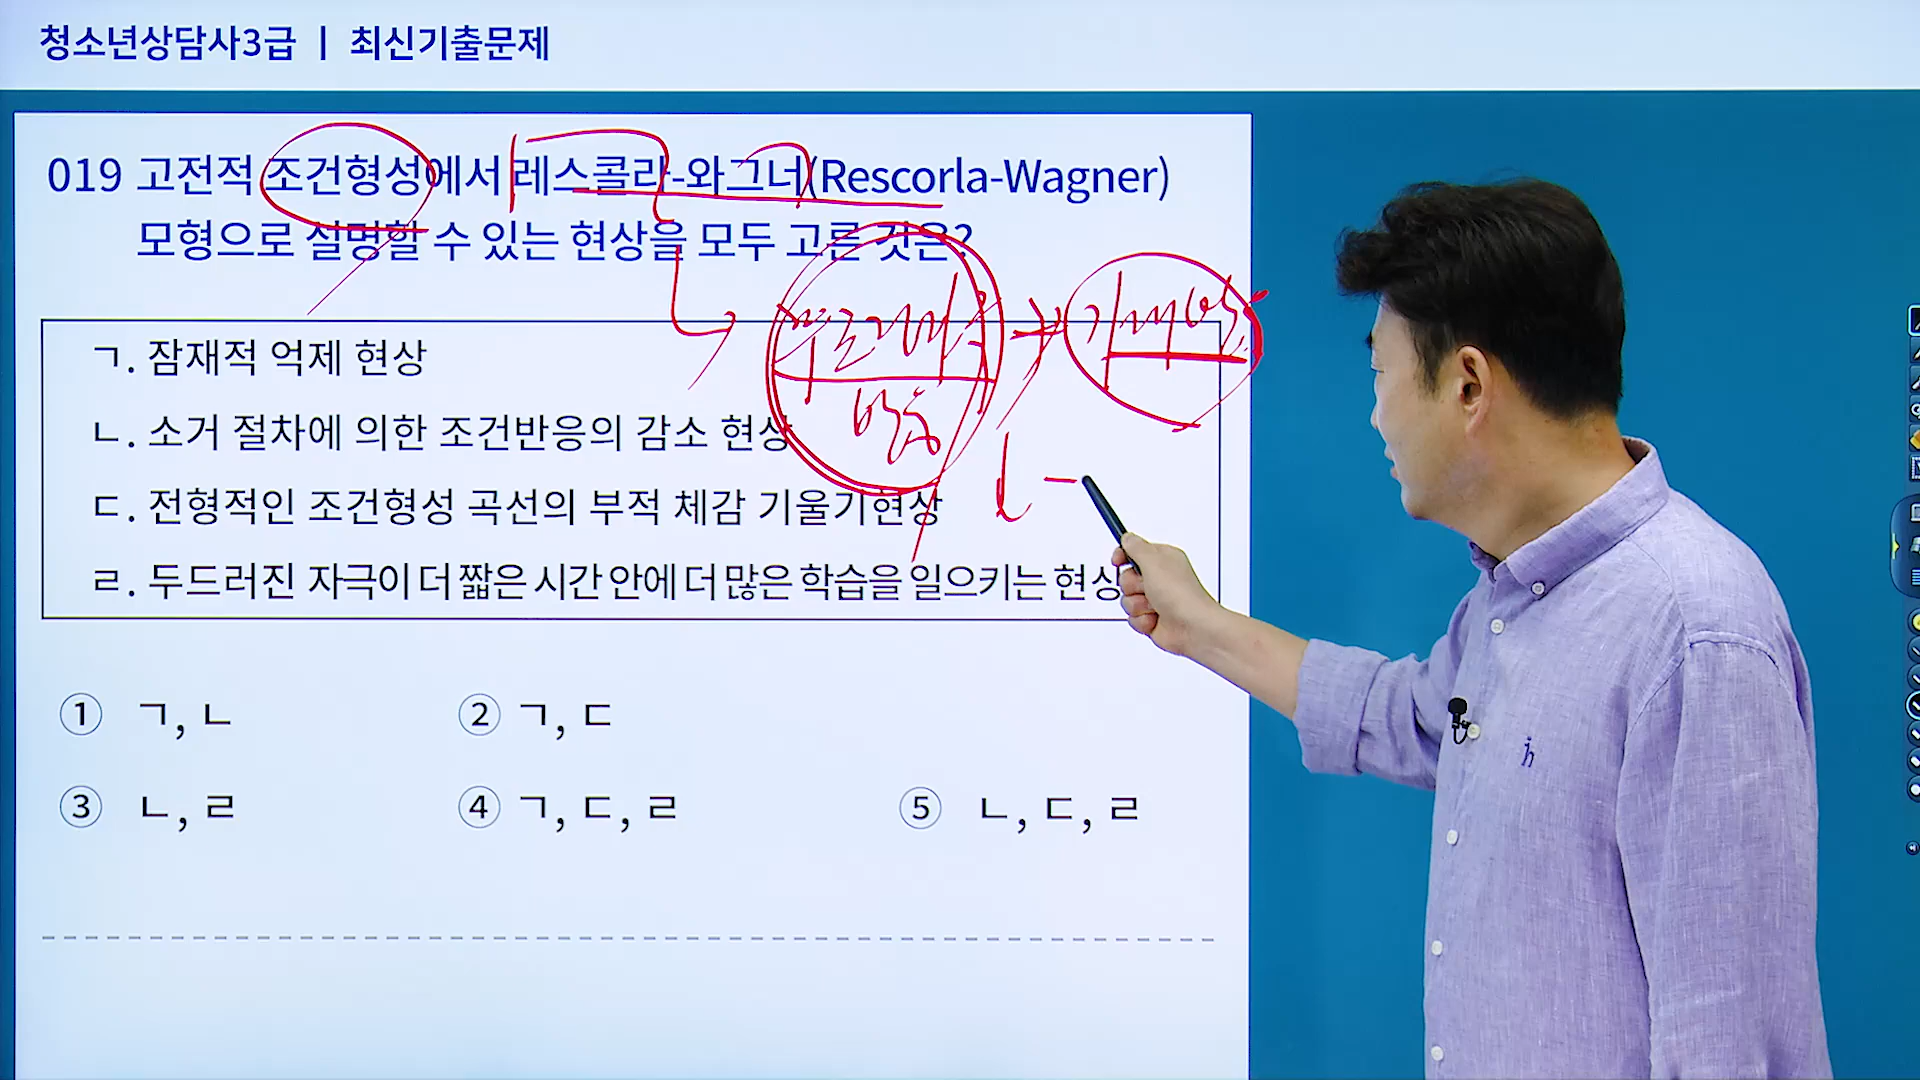 청소년상담사3급 | 최신기출문제
019 고전적 조건형성에서 레스콜라-와그너(Rescorla-Wagner)
모형으로 설명할 수 있는 현상을 모두 고른 것은?
ㄱ. 잠재적 억제 현상
ㄴ. 소거 절차에 의한 조건반응의 감소 현상
ㄷ. 전형적인 조건형성 곡선의 부적 체감 기울기현상
ㄹ. 두드러진 자극이 더 짧은 시간 안에 더 많은 학습을 일으키는 현상
① ㄱ, ㄴ
② ㄱ, ㄷ
③ ㄴ, ㄹ
④ ㄱ, ㄷ, ㄹ
⑤ ㄴ, ㄷ, ㄹ